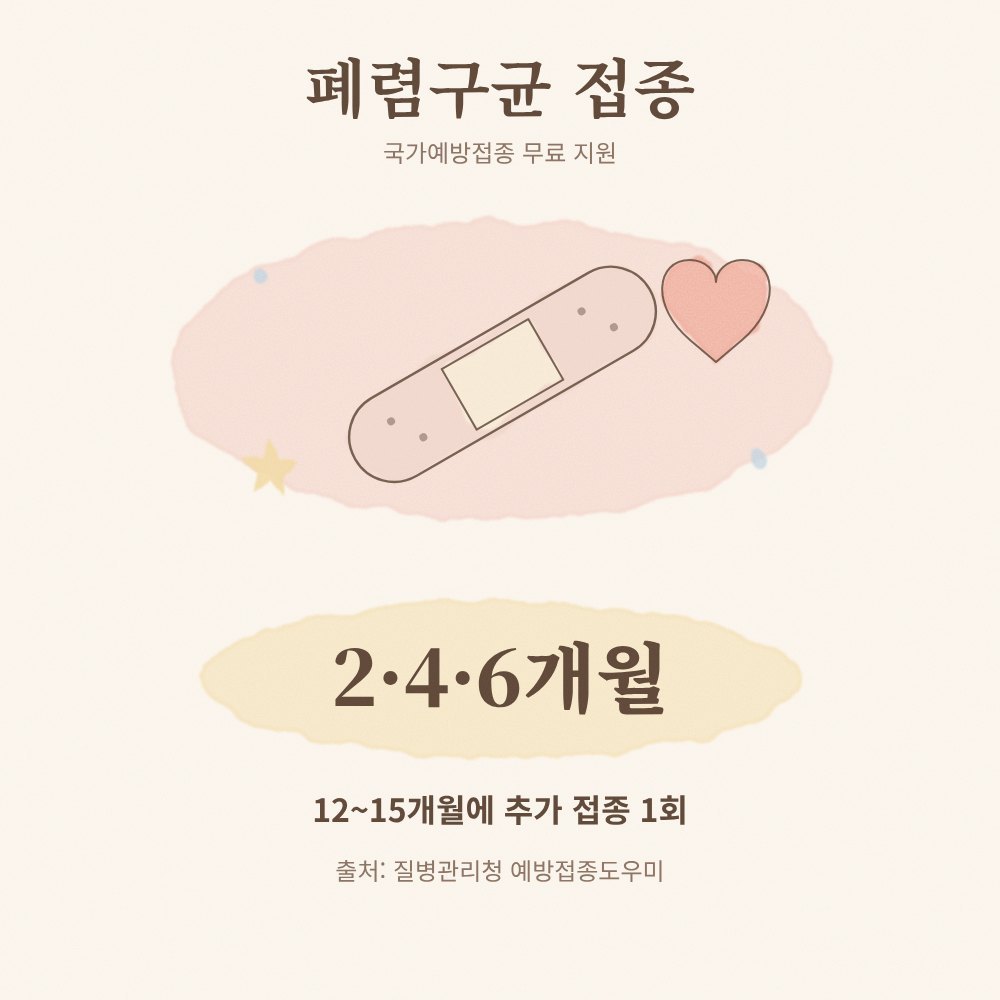 폐렴구균 접종
국가예방접종 무료 지원
2·4·6개월
12~15개월에 추가 접종 1회
출처: 질병관리청 예방접종도우미